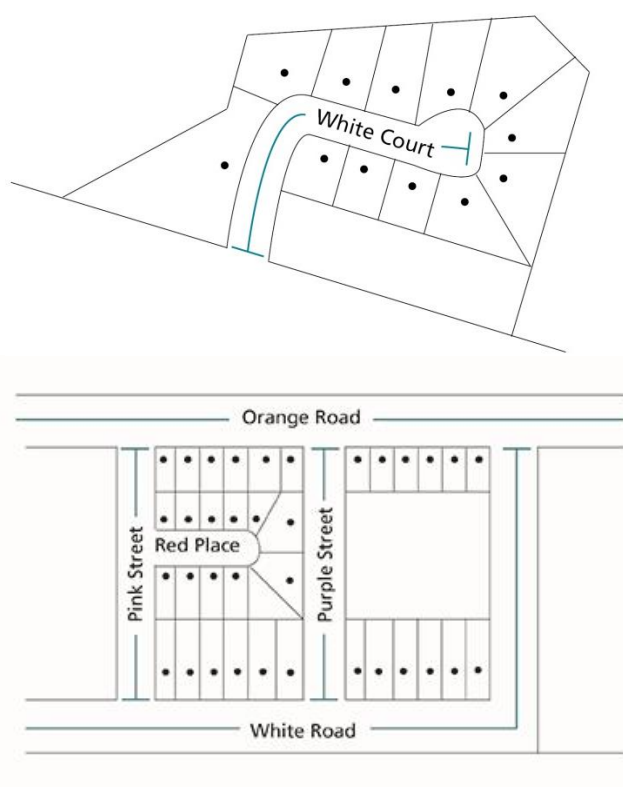 White Court
Orange Road
Pink Street
Red Place
Purple Street
White Road